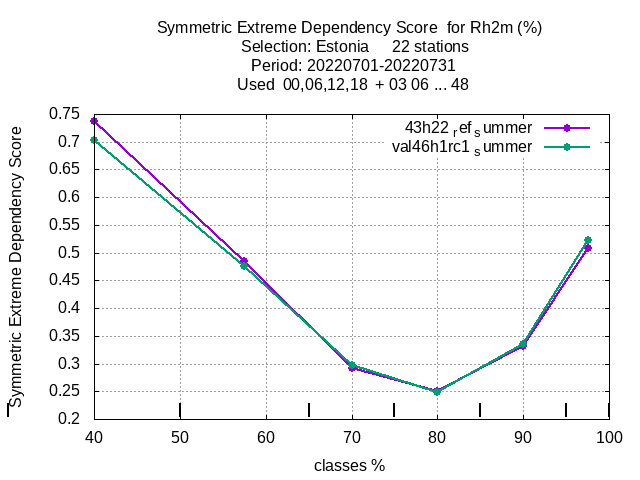 Symmetric Extreme Dependency Score for Rh2m (%)
Selection: Estonia 22 stations
Period: 20220701-20220731
Used 00,06,12,18 + 03 06 ... 48
43h22 ref summer
val46h1rc1 summer
Symmetric Extreme Dependency Score
0.75
0.7
0.65
0.6
0.55
0.5
0.45
0.4
0.35
0.3
0.25
0.2
40 50 60 70 80 90 100
classes %